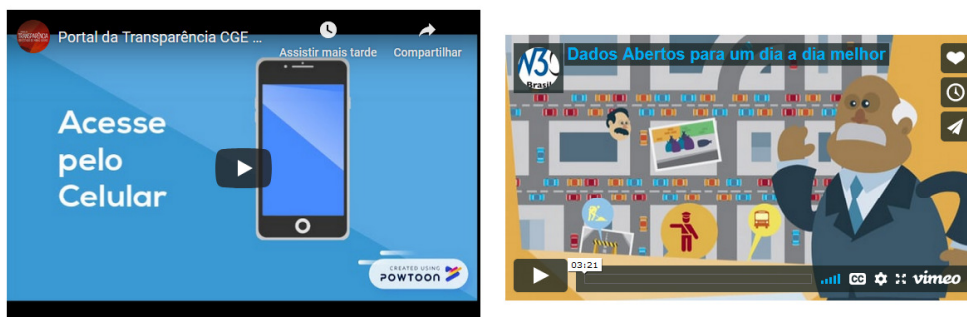 Portal da Transparência CGE ...
Assistir mais tarde
Compartilhar
Acesse
pelo
Celular
CREATED USING
POWTOON
W3C
Brasil
Dados Abertos para um dia a dia melhor
03:21
CC
vimeo